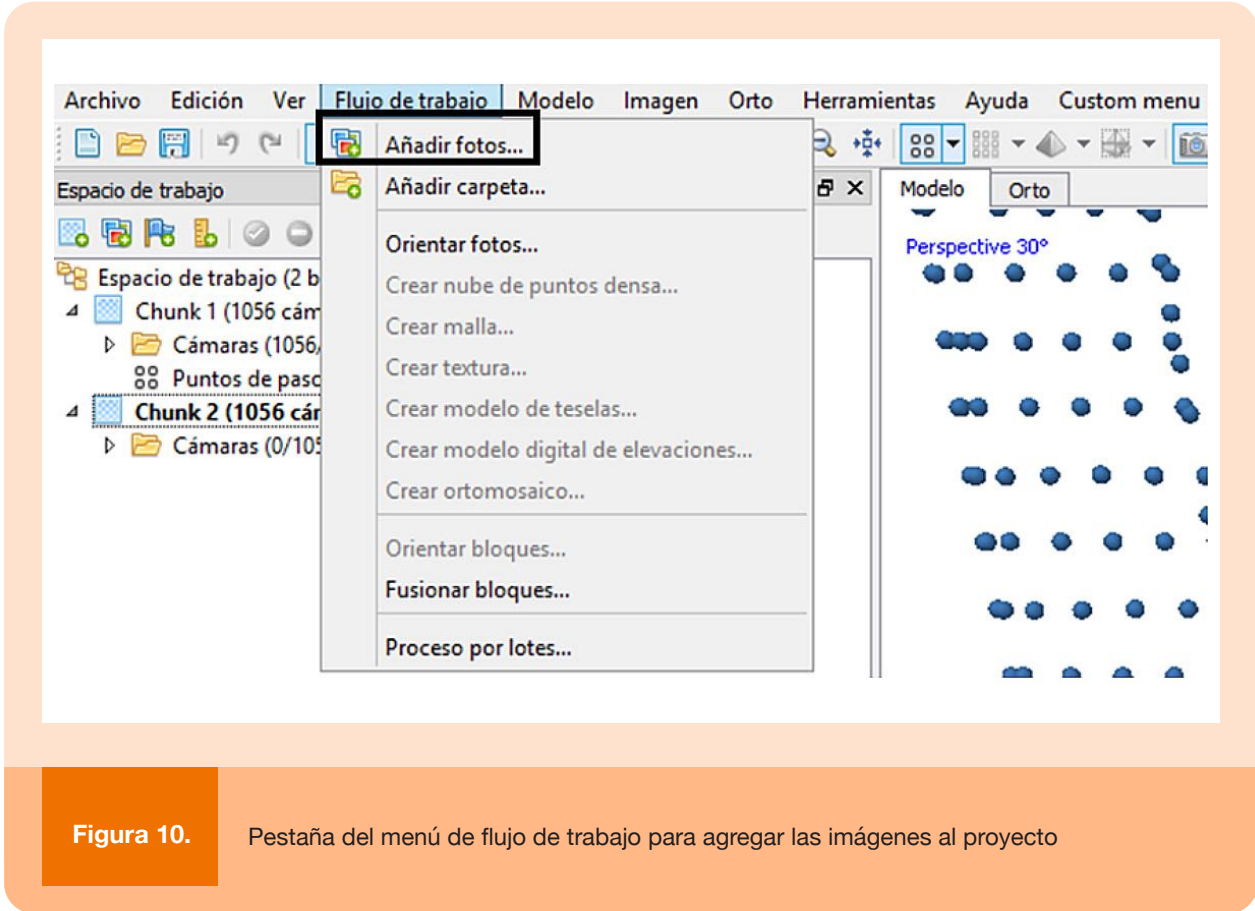 Archivo Edición Ver Flujo de trabajo Modelo Imagen Orto Herramientas Ayuda Custom menu
Añadir fotos...
Espacio de trabajo
Añadir carpeta...
Modelo Orto
Orientar fotos...
Perspective 30°
Espacio de trabajo (2 b
Crear nube de puntos densa...
Chunk 1 (1056 cám
Crear malla...
Cámaras (1056,
Crear textura...
Puntos de paso
Chunk 2 (1056 cár
Crear modelo de teselas...
Cámaras (0/105
Crear modelo digital de elevaciones...
Crear ortomosaico...
Orientar bloques...
Fusionar bloques...
Proceso por lotes...
Figura 10. Pestaña del menú de flujo de trabajo para agregar las imágenes al proyecto